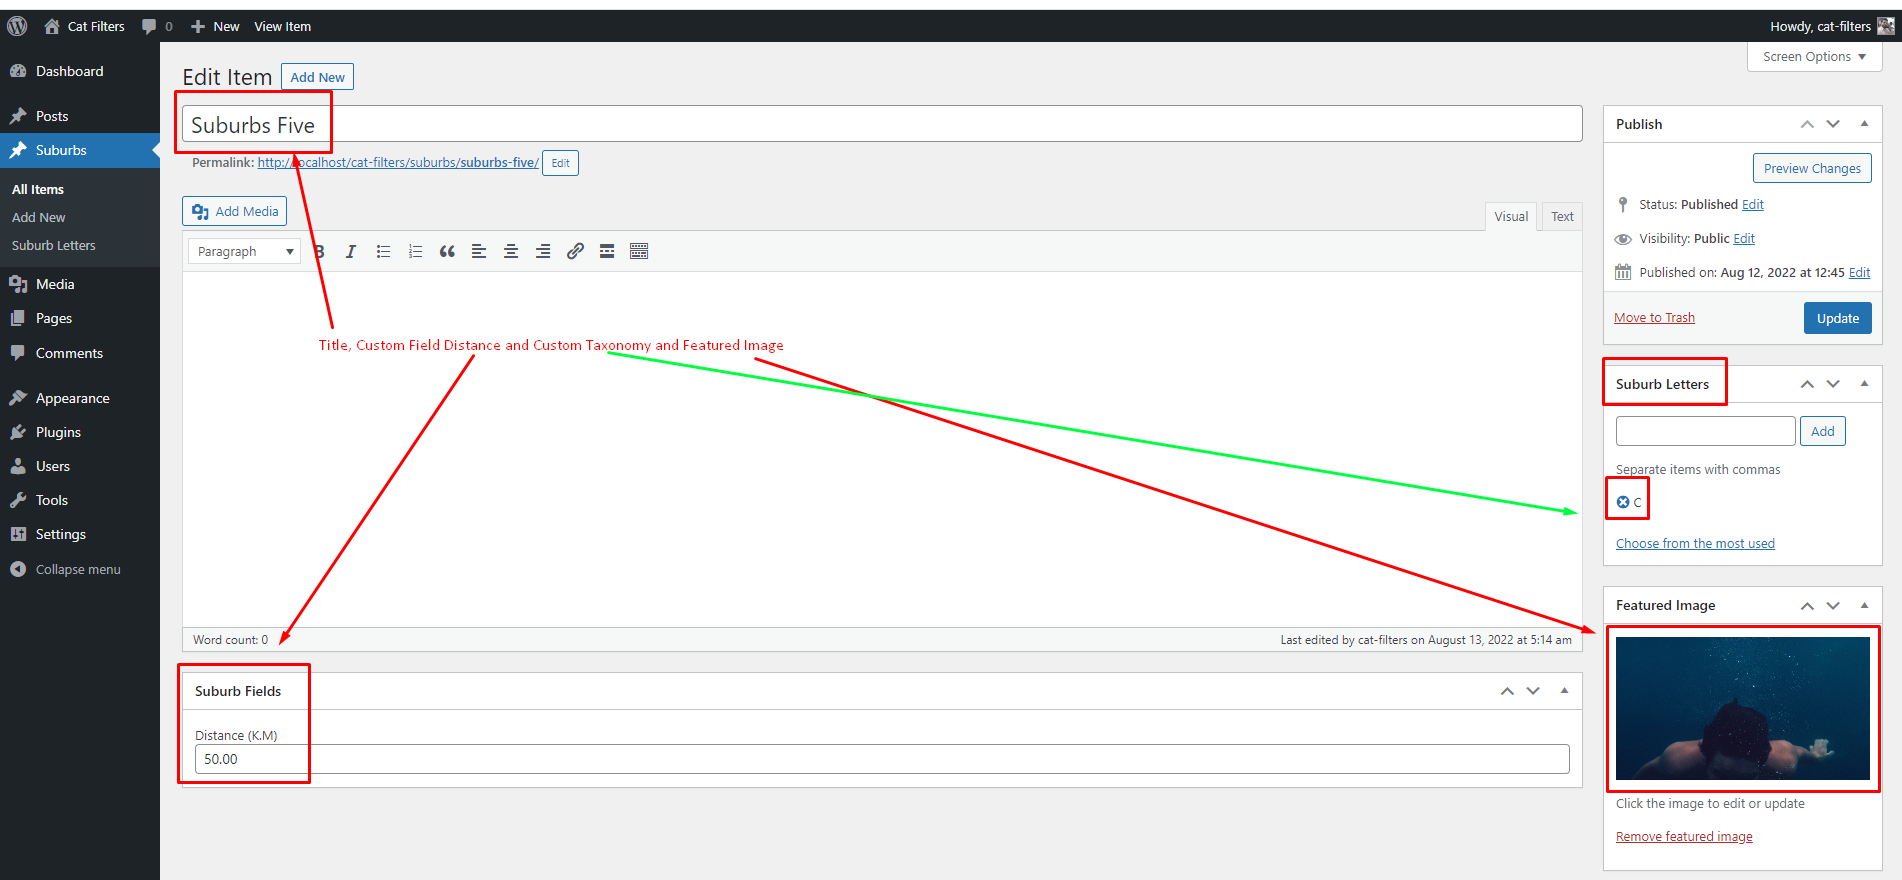 Cat Filters 0 New View Item Howdy, cat-filters
Dashboard
Posts
Suburbs
All Items
Add New
Suburb Letters
Media
Pages
Comments
Appearance
Plugins
Users
Tools
Settings
Collapse menu
Screen Options
Edit Item Add New
Suburbs Five
Permalink: http://localhost/cat-filters/suburbs/suburbs-five/ Edit
Add Media
Visual Text
Paragraph B I
Title, Custom Field Distance and Custom Taxonomy and Featured Image
Word count: 0 Last edited by cat-filters on August 13, 2022 at 5:14 am
Suburb Fields
Distance (K.M)
50.00
Publish
Preview Changes
Status: Published Edit
Visibility: Public Edit
Published on: Aug 12, 2022 at 12:45 Edit
Move to Trash Update
Suburb Letters
Add
Separate items with commas
C
Choose from the most used
Featured Image
Click the image to edit or update
Remove featured image